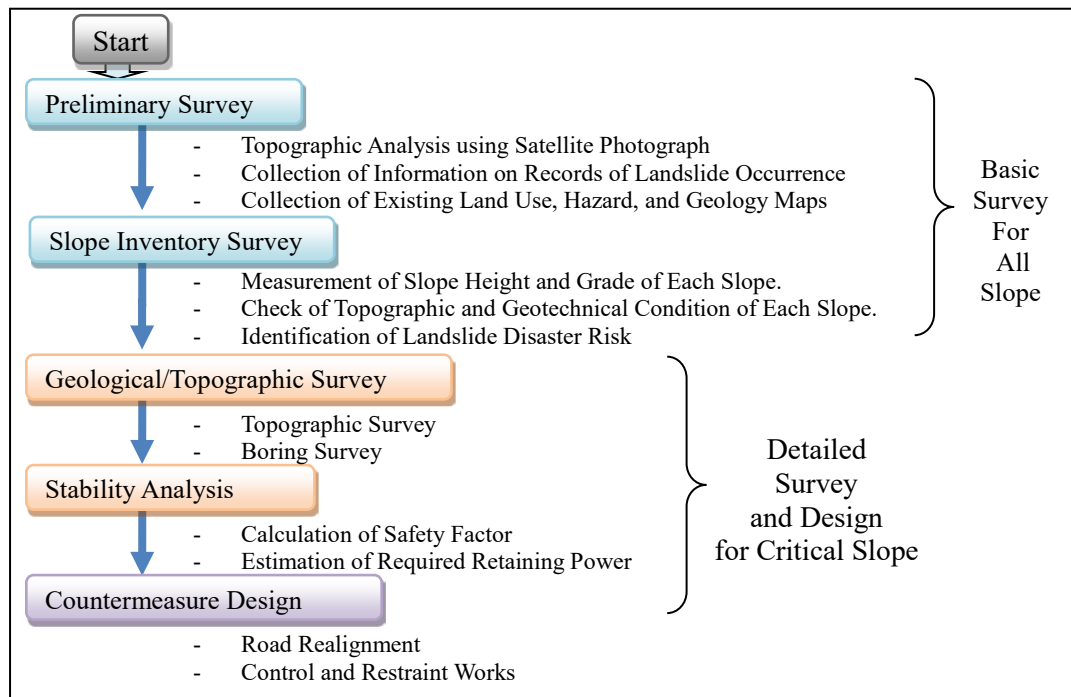 Start
Preliminary Survey
- Topographic Analysis using Satellite Photograph
- Collection of Information on Records of Landslide Occurrence
- Collection of Existing Land Use, Hazard, and Geology Maps
Slope Inventory Survey
- Measurement of Slope Height and Grade of Each Slope.
- Check of Topographic and Geotechnical Condition of Each Slope.
- Identification of Landslide Disaster Risk
Basic
Survey
For
All
Slope
Geological/Topographic Survey
- Topographic Survey
- Boring Survey
Stability Analysis
- Calculation of Safety Factor
- Estimation of Required Retaining Power
Countermeasure Design
- Road Realignment
- Control and Restraint Works
Detailed
Survey
and Design
for Critical Slope